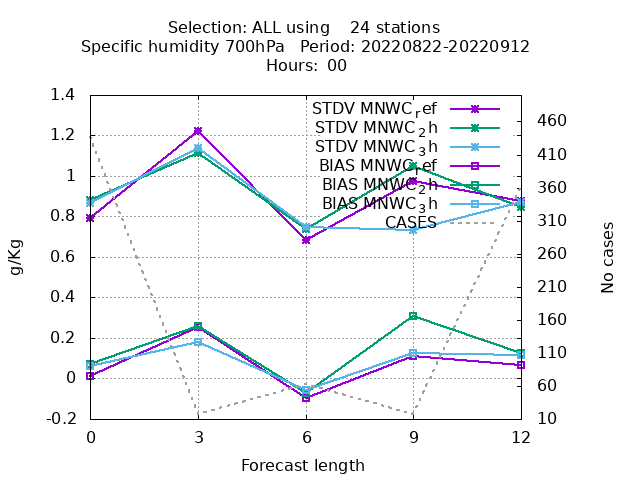 Selection: ALL using    24 stations
Specific humidity 700hPa   Period: 20220822-20220912
Hours: 00
STDV MNWC_ref
STDV MNWC_2h
STDV MNWC_3h
BIAS MNWC_ref
BIAS MNWC_2h
BIAS MNWC_3h
CASES
1.4
1.2
1
0.8
0.6
0.4
0.2
0
-0.2
g/Kg
460
410
360
310
260
210
160
110
60
10
No cases
0 3 6 9 12
Forecast length